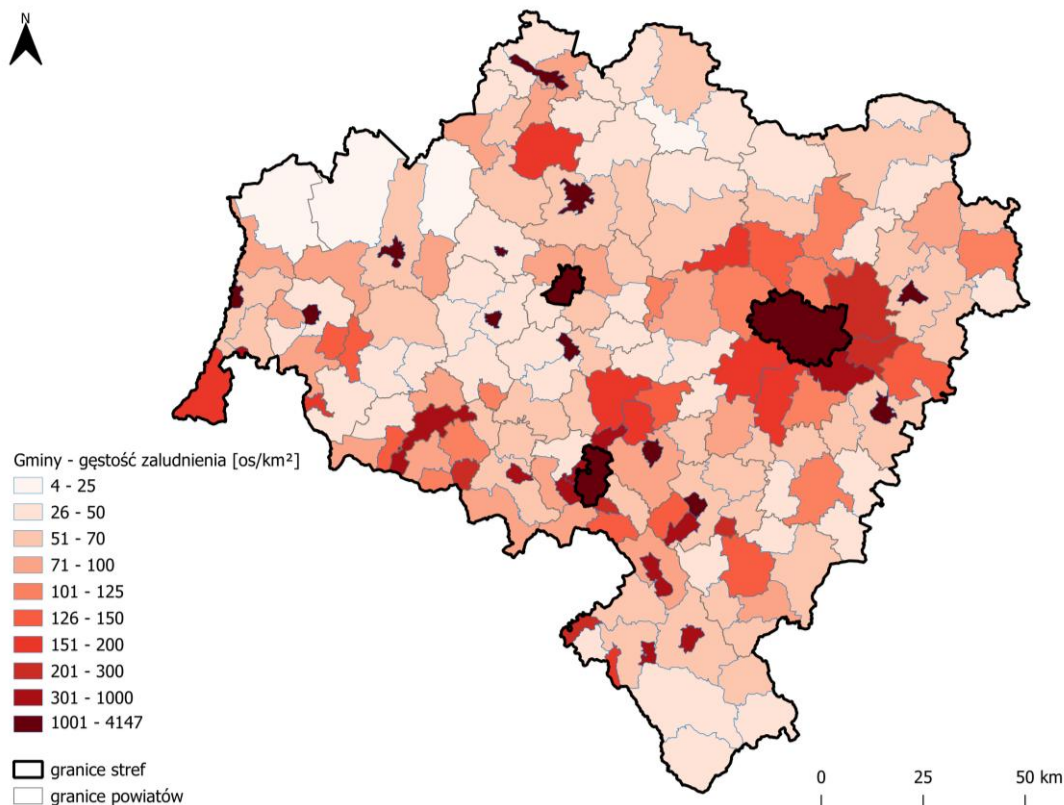 N
Gminy - gęstość zaludnienia [os/km²]
4 - 25
26 - 50
51 - 70
71 - 100
101 - 125
126 - 150
151 - 200
201 - 300
301 - 1000
1001 - 4147
granice stref
granice powiatów
0 25 50 km